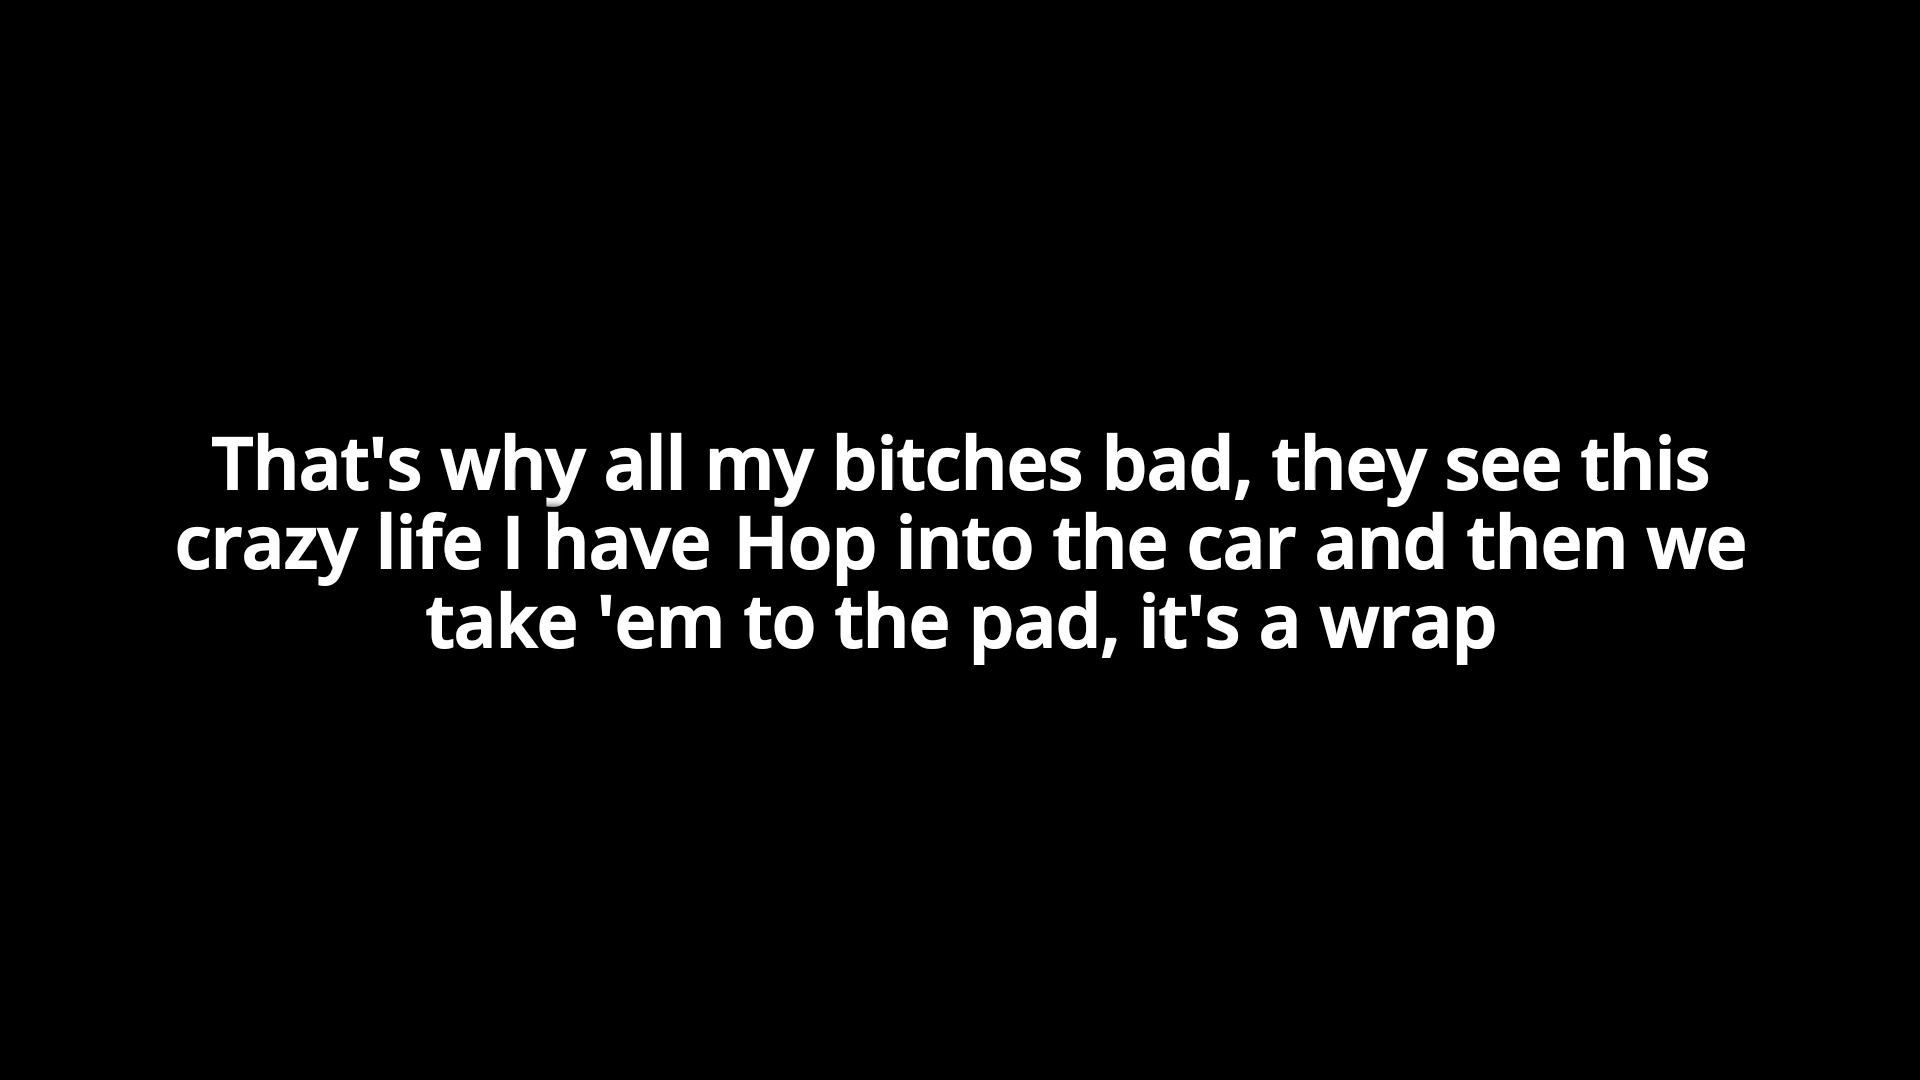 That's why all my bitches bad, they see this
crazy life I have Hop into the car and then we
take 'em to the pad, it's a wrap